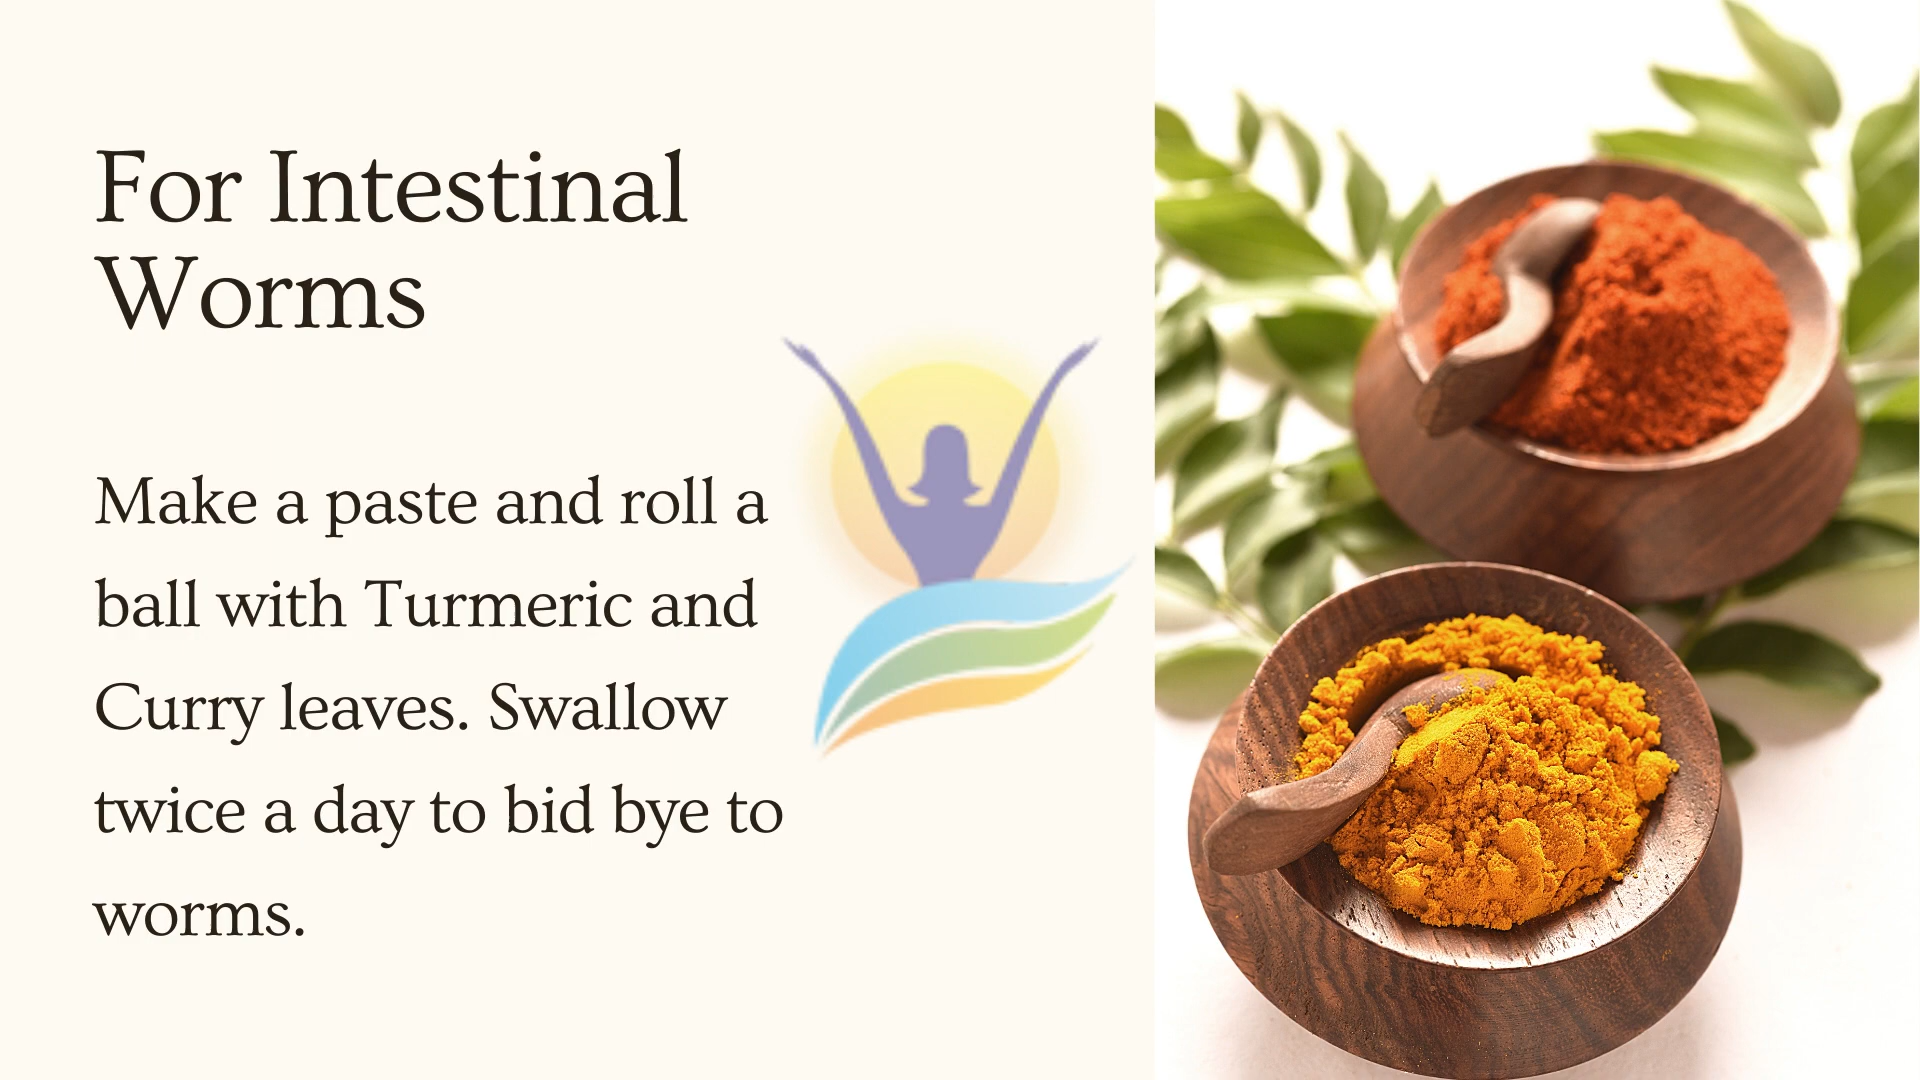 For Intestinal
Worms
Make a paste and roll a
ball with Turmeric and
Curry leaves. Swallow
twice a day to bid bye to
worms.